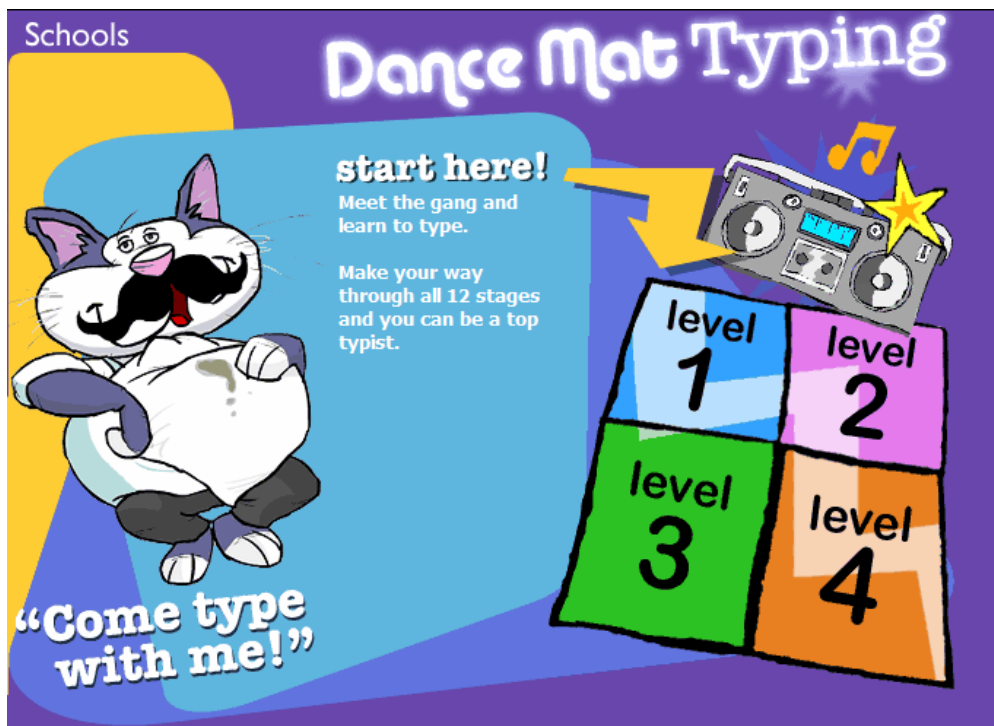 Schools
Dance Mat Typing
start here!
Meet the gang and
learn to type.
Make your way
through all 12 stages
and you can be a top
typist.
level
1
level
2
level
3
level
4
“Come type
with me!”